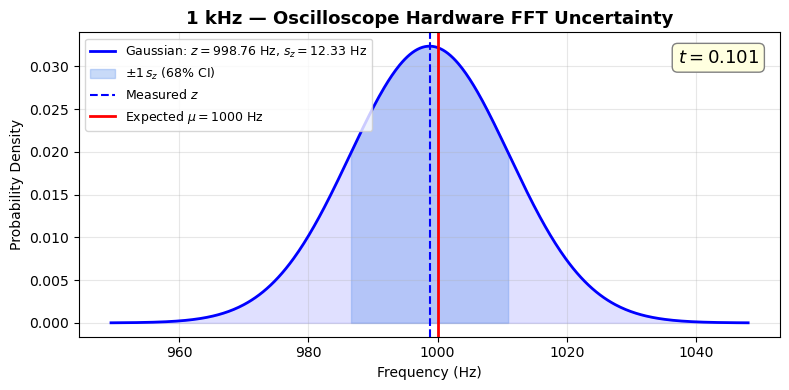 1 kHz — Oscilloscope Hardware FFT Uncertainty
Gaussian: z = 998.76 Hz, s_z = 12.33 Hz
±1 s_z (68% CI)
Measured z
Expected μ = 1000 Hz
t = 0.101
Probability Density
0.030
0.025
0.020
0.015
0.010
0.005
0.000
960 980 1000 1020 1040
Frequency (Hz)